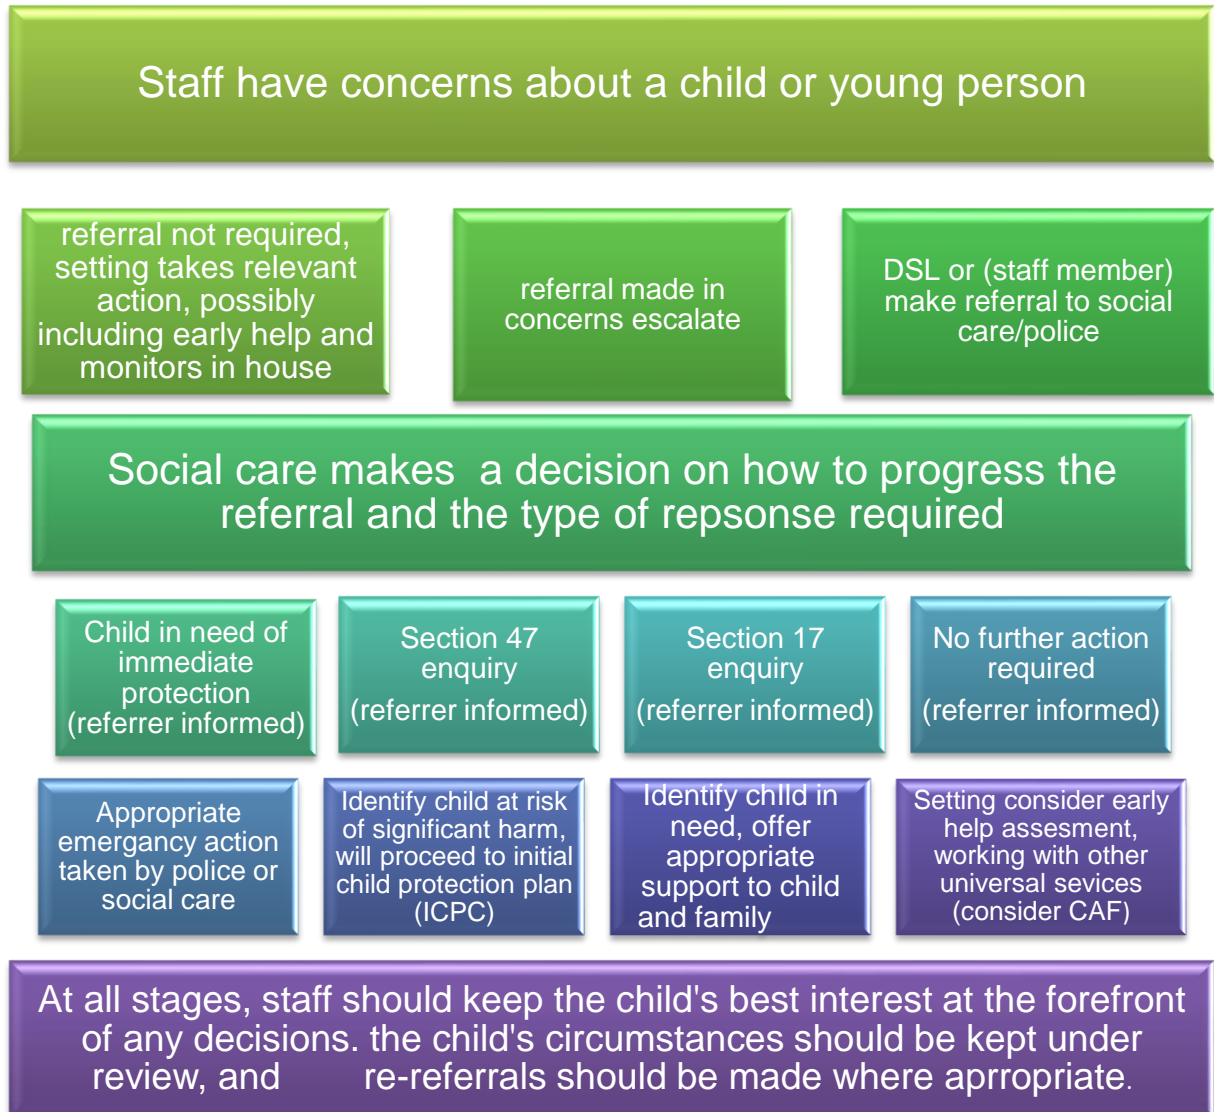 Staff have concerns about a child or young person
referral not required,
setting takes relevant
action, possibly
including early help and
monitors in house
referral made in
concerns escalate
DSL or (staff member)
make referral to social
care/police
Social care makes  a decision on how to progress the
referral and the type of repsonse required
Child in need of
immediate
protection
(referrer informed)
Section 47
enquiry
(referrer informed)
Section 17
enquiry
(referrer informed)
No further action
required
(referrer informed)
Appropriate
emergancy action
taken by police or
social care
Identify child at risk
of significant harm,
will proceed to initial
child protection plan
(ICPC)
Identify chIld in
need, offer
appropriate
support to child
and family
Setting consider early
help assesment,
working with other
universal sevices
(consider CAF)
At all stages, staff should keep the child's best interest at the forefront
of any decisions. the child's circumstances should be kept under
review, and       re-referrals should be made where aprropriate.